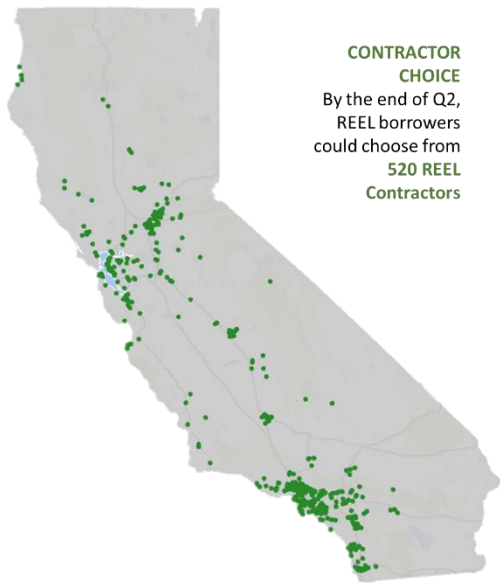 CONTRACTOR
CHOICE
By the end of Q2,
REEL borrowers
could choose from
520 REEL
Contractors